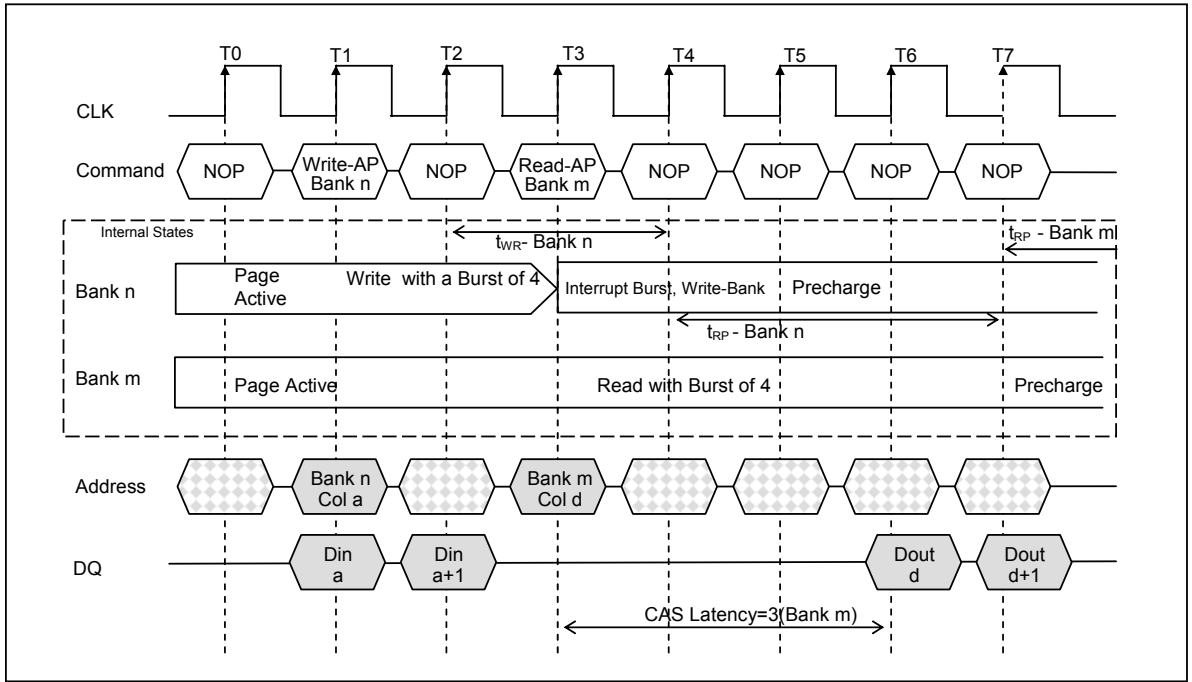 T0 T1 T2 T3 T4 T5 T6 T7
CLK
Command NOP Write-AP Bank n NOP Read-AP Bank m NOP NOP NOP NOP
Internal States
tWR- Bank n
tRP - Bank m
Bank n
Page Active
Write with a Burst of 4
Interrupt Burst, Write-Bank
Precharge
tRP - Bank n
Bank m
Page Active
Read with Burst of 4
Precharge
Address
Bank n Col a
Bank m Col d
DQ
Din a
Din a+1
Dout d
Dout d+1
CAS Latency=3(Bank m)